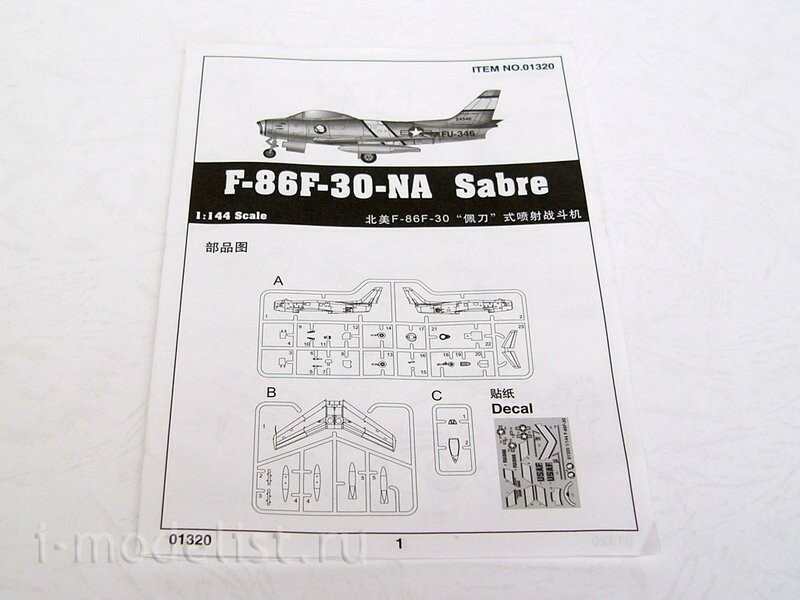 ITEM NO.01320
FU-346
F-86F-30-NA Sabre
1:144 Scale
北美F-86F-30 “佩刀” 式喷射战斗机
部品图
A
B
C
贴纸
Decal
USAF
USAF
01320
1
i-modelist.ru